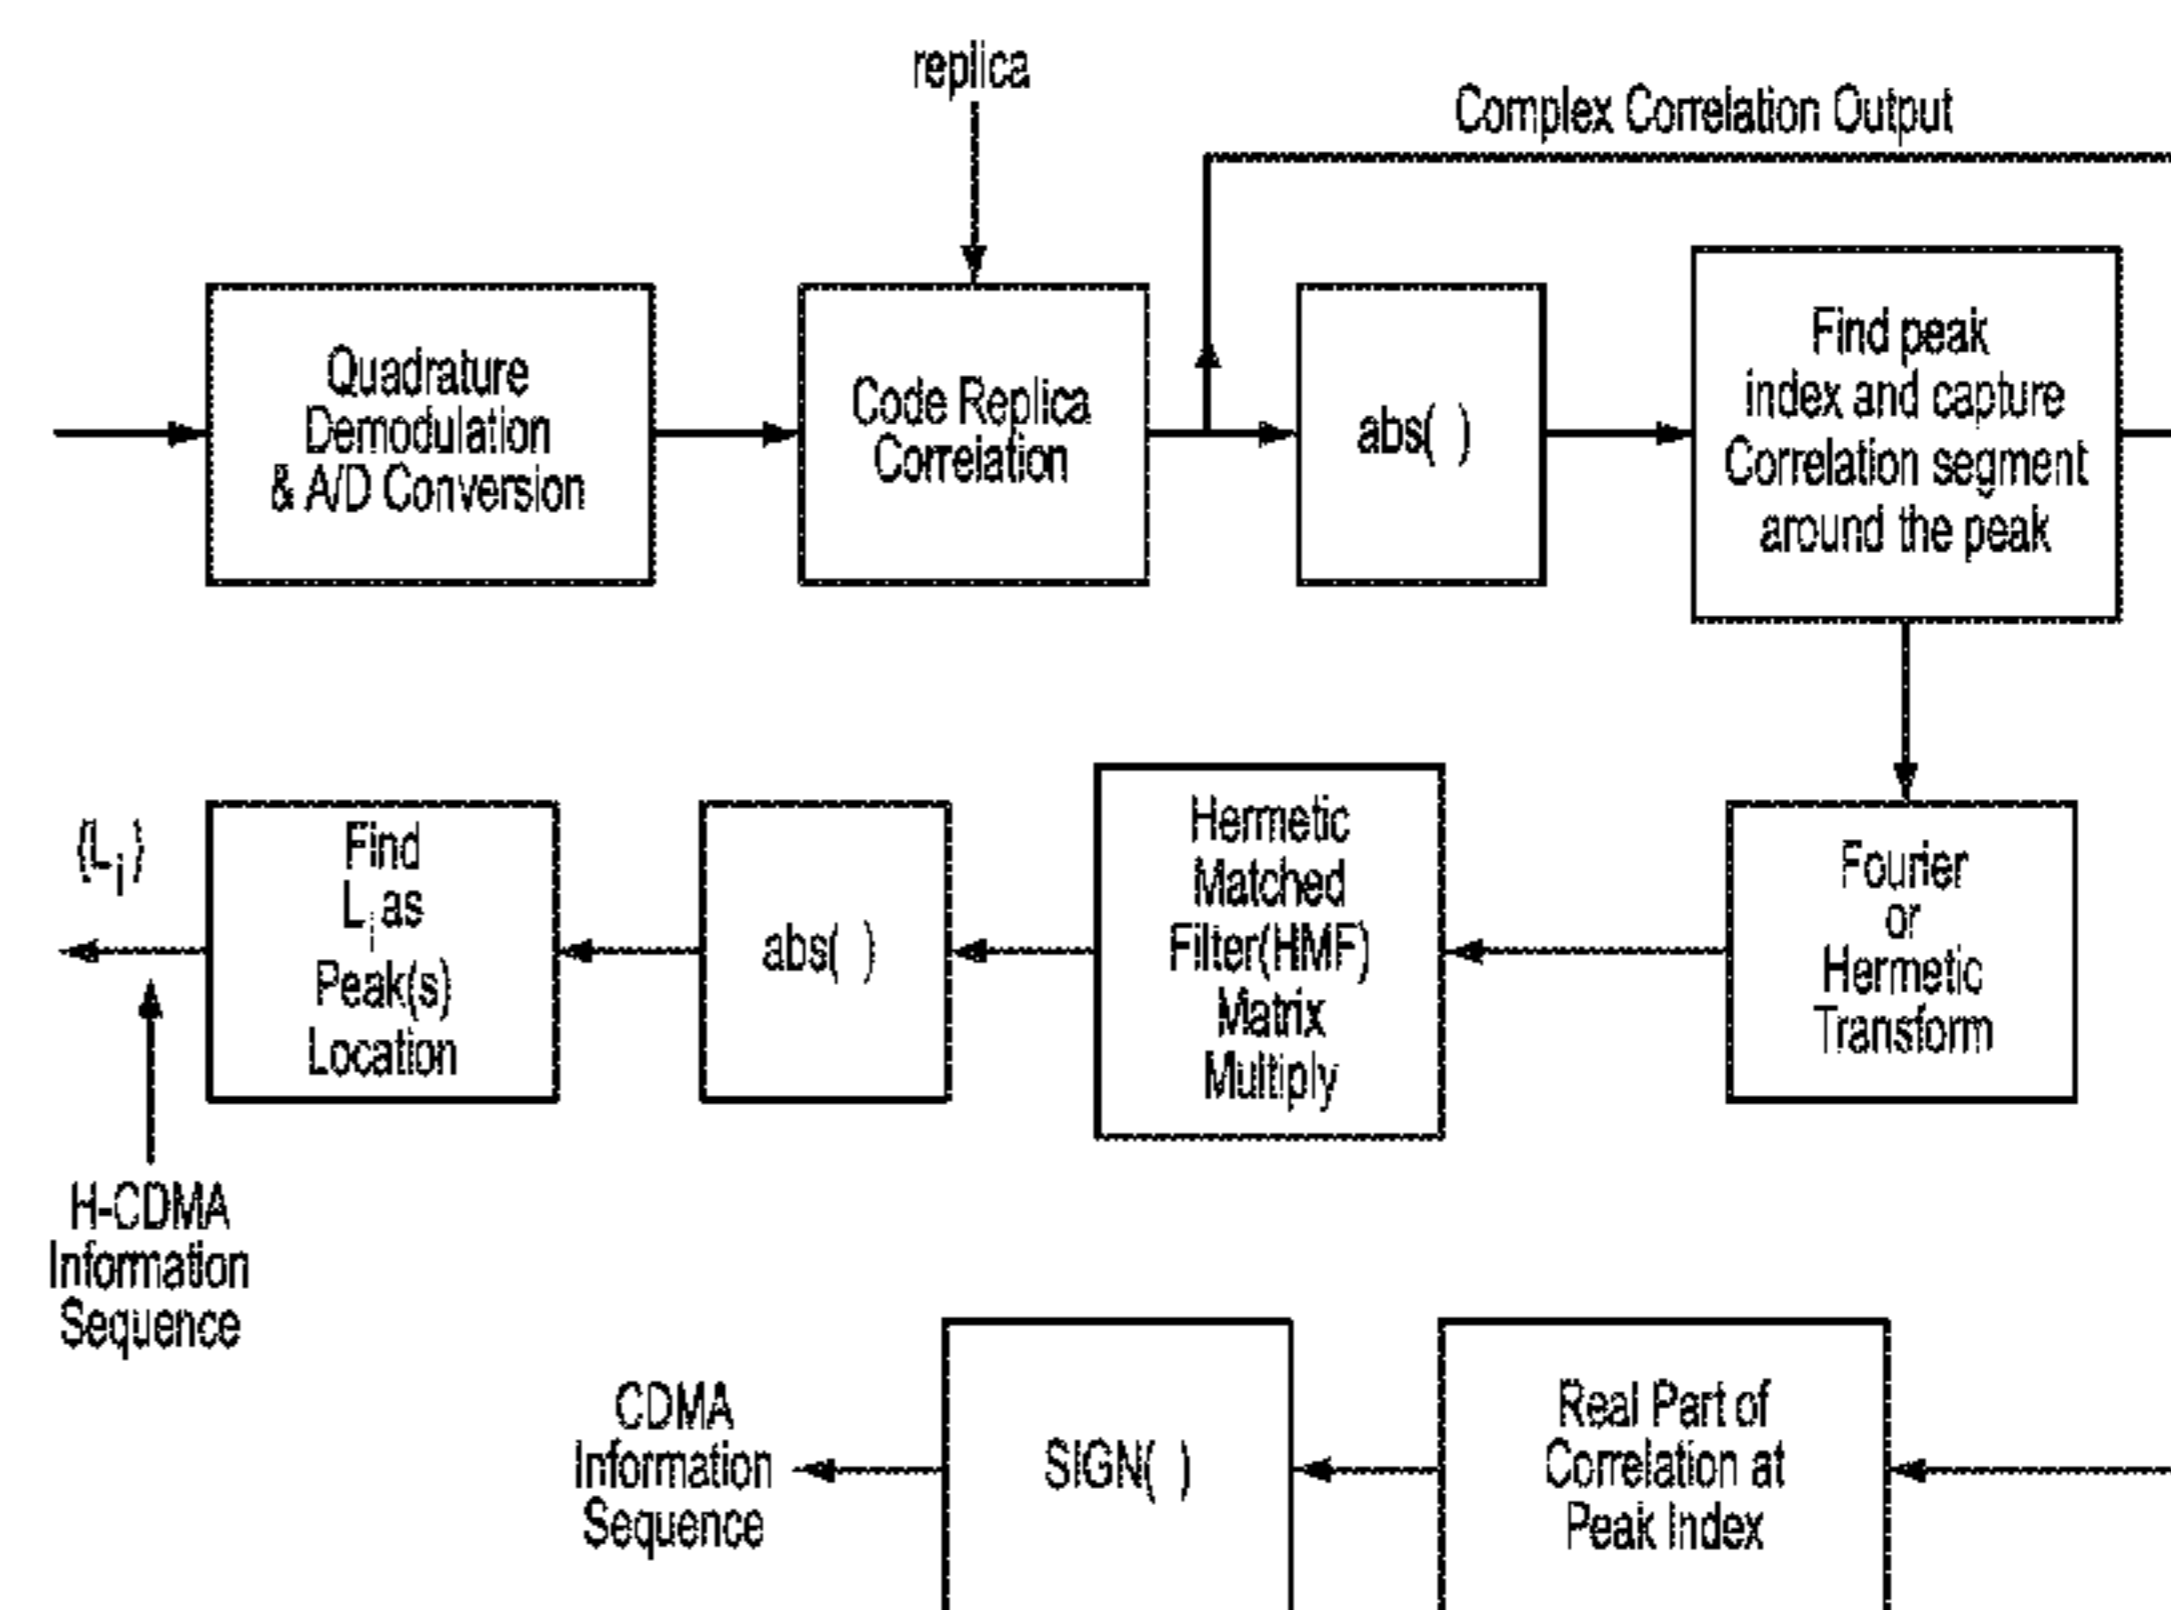 replica
Complex Correlation Output
Quadrature
Demodulation
& A/D Conversion
Code Replica
Correlation
abs( )
Find peak
index and capture
Correlation segment
around the peak
{Li}
Find
Li as
Peak(s)
Location
abs( )
Hermetic
Matched
Filter(HMF)
Matrix
Multiply
Fourier
or
Hermetic
Transform
H-CDMA
Information
Sequence
CDMA
Information
Sequence
SIGN( )
Real Part of
Correlation at
Peak Index